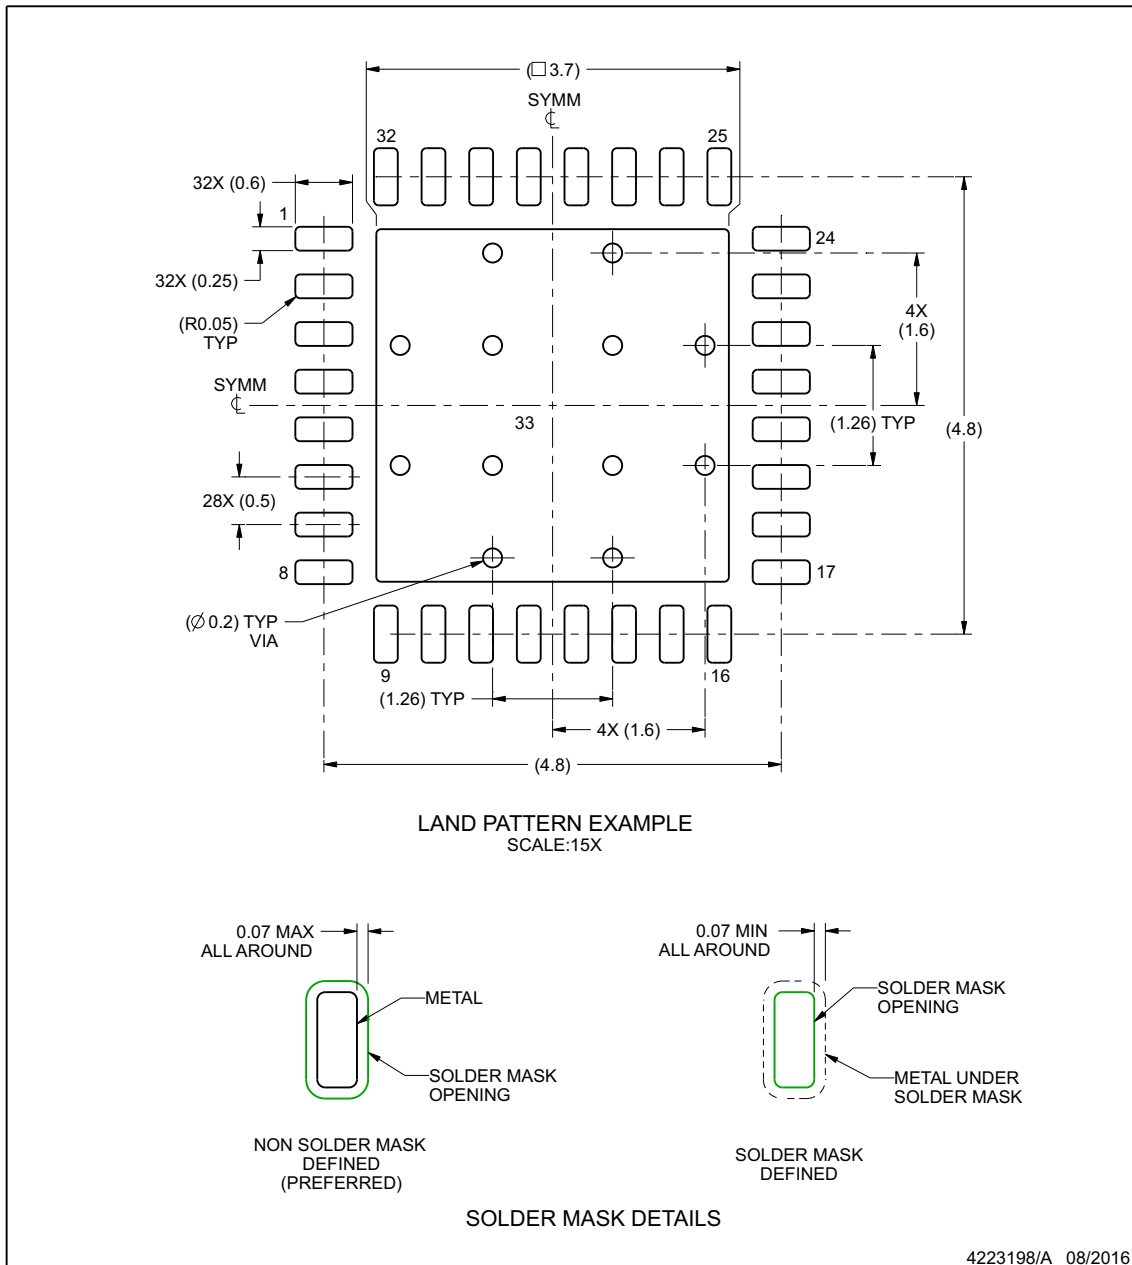 (□ 3.7)
SYMM
℄
32
25
32X (0.6)
1
24
32X (0.25)
4X
(1.6)
(R0.05)
TYP
SYMM
℄
33
(1.26) TYP
(4.8)
28X (0.5)
8
17
(Ø 0.2) TYP
VIA
9
16
(1.26) TYP
4X (1.6)
(4.8)
LAND PATTERN EXAMPLE
SCALE:15X
0.07 MAX
ALL AROUND
METAL
SOLDER MASK
OPENING
NON SOLDER MASK
DEFINED
(PREFERRED)
0.07 MIN
ALL AROUND
SOLDER MASK
OPENING
METAL UNDER
SOLDER MASK
SOLDER MASK
DEFINED
SOLDER MASK DETAILS
4223198/A 08/2016